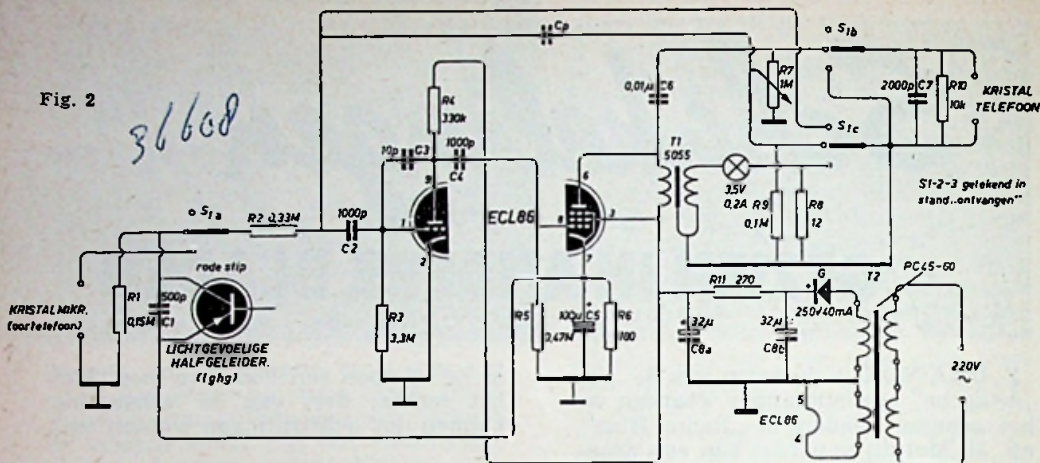 Fig. 2
36608
Cp
R4
330k
10p C3
1000p
C4
9
1
2
1000p
C2
S1a
R2 0,33M
rode stip
500p
C1
R1
0,15M
KRISTALMIKR.
(oortelefoon)
LICHTGEVOELIGE
HALFGELEIDER.
(lghg)
R3
3,3M
ECL86
6
8
3
7
R5
0,47M
100µ C5
R6
100
0,01µ C6
T1
5055
3,5V
0,2A
R7
1M
S1b
S1c
2000p C7
R10
10k
KRISTAL
TELEFOON
S1-2-3 getekend in
stand „ontvangen"
R9
0,1M
R8
12
T2
PC45-60
R11 270
G
250V40mA
32µ
C8a
32µ
C8b
5
4
ECL86
220V
~